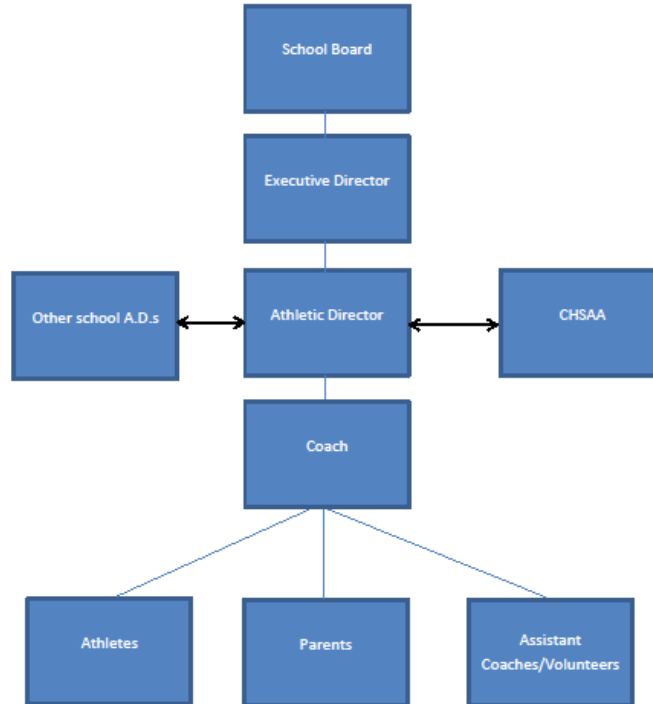 School Board
Executive Director
Other school A.D.s
Athletic Director
CHSAA
Coach
Athletes
Parents
Assistant
Coaches/Volunteers